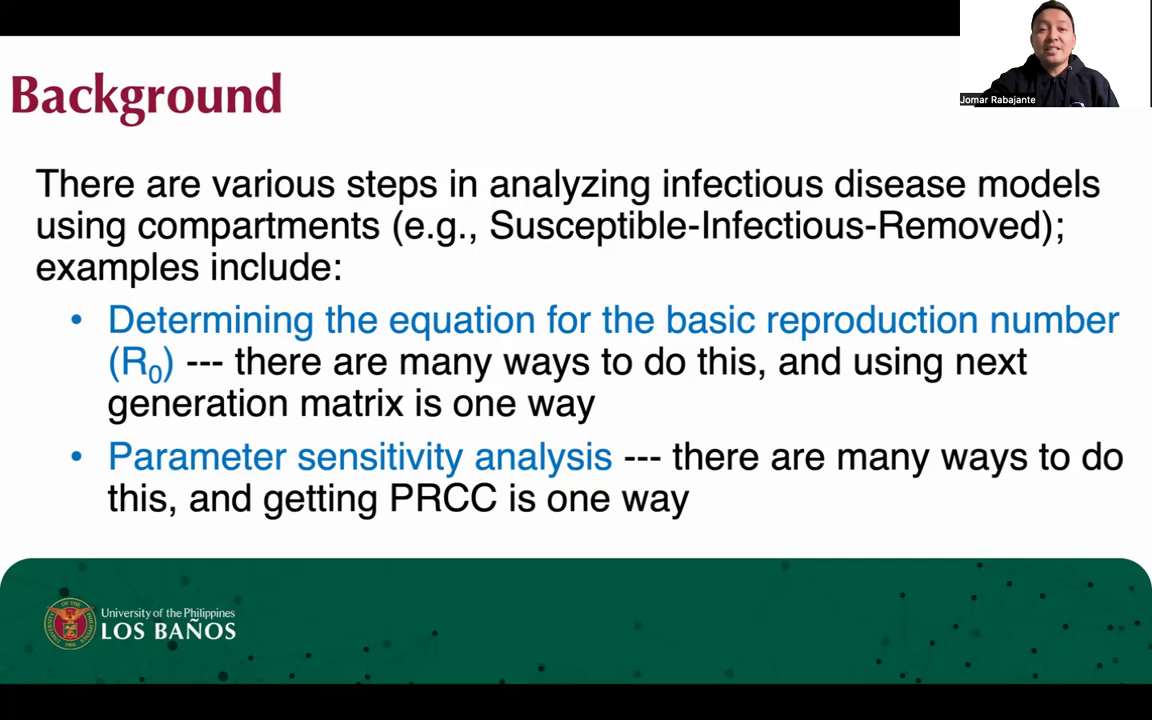 Background
Jomar Rabajante
There are various steps in analyzing infectious disease models
using compartments (e.g., Susceptible-Infectious-Removed);
examples include:
• Determining the equation for the basic reproduction number
(R₀) --- there are many ways to do this, and using next
generation matrix is one way
• Parameter sensitivity analysis --- there are many ways to do
this, and getting PRCC is one way
University of the Philippines
LOS BAÑOS